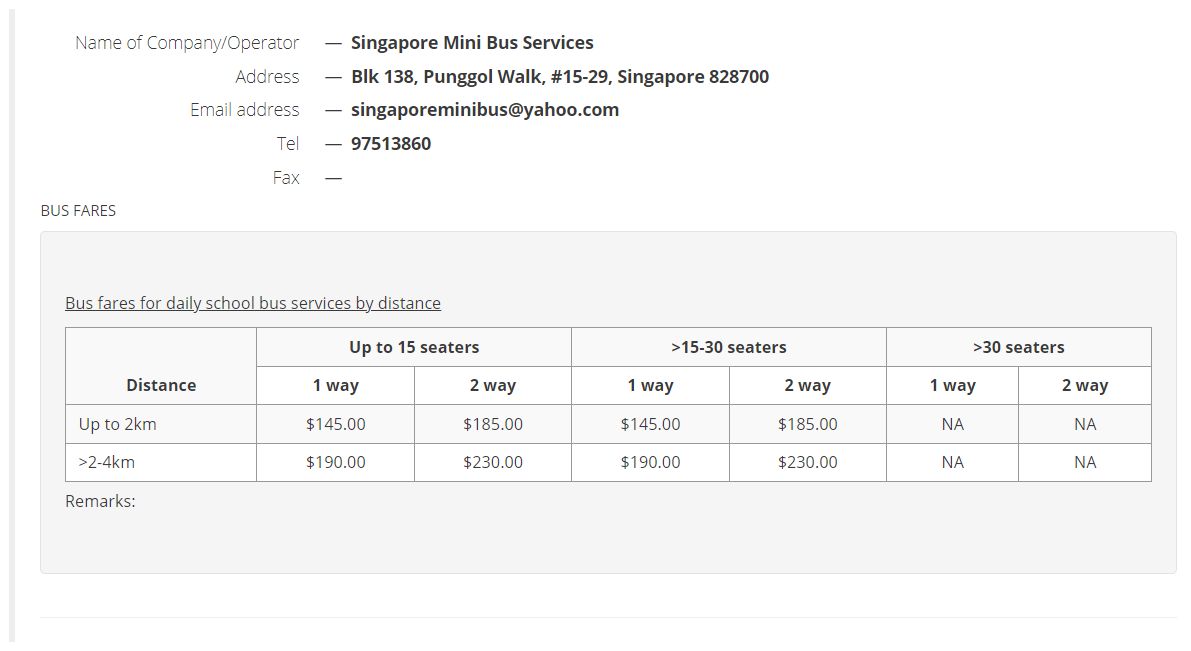 Name of Company/Operator — Singapore Mini Bus Services
Address — Blk 138, Punggol Walk, #15-29, Singapore 828700
Email address — singaporeminibus@yahoo.com
Tel — 97513860
Fax —
BUS FARES
Bus fares for daily school bus services by distance
Up to 15 seaters >15-30 seaters >30 seaters
Distance 1 way 2 way 1 way 2 way 1 way 2 way
Up to 2km $145.00 $185.00 $145.00 $185.00 NA NA
>2-4km $190.00 $230.00 $190.00 $230.00 NA NA
Remarks: